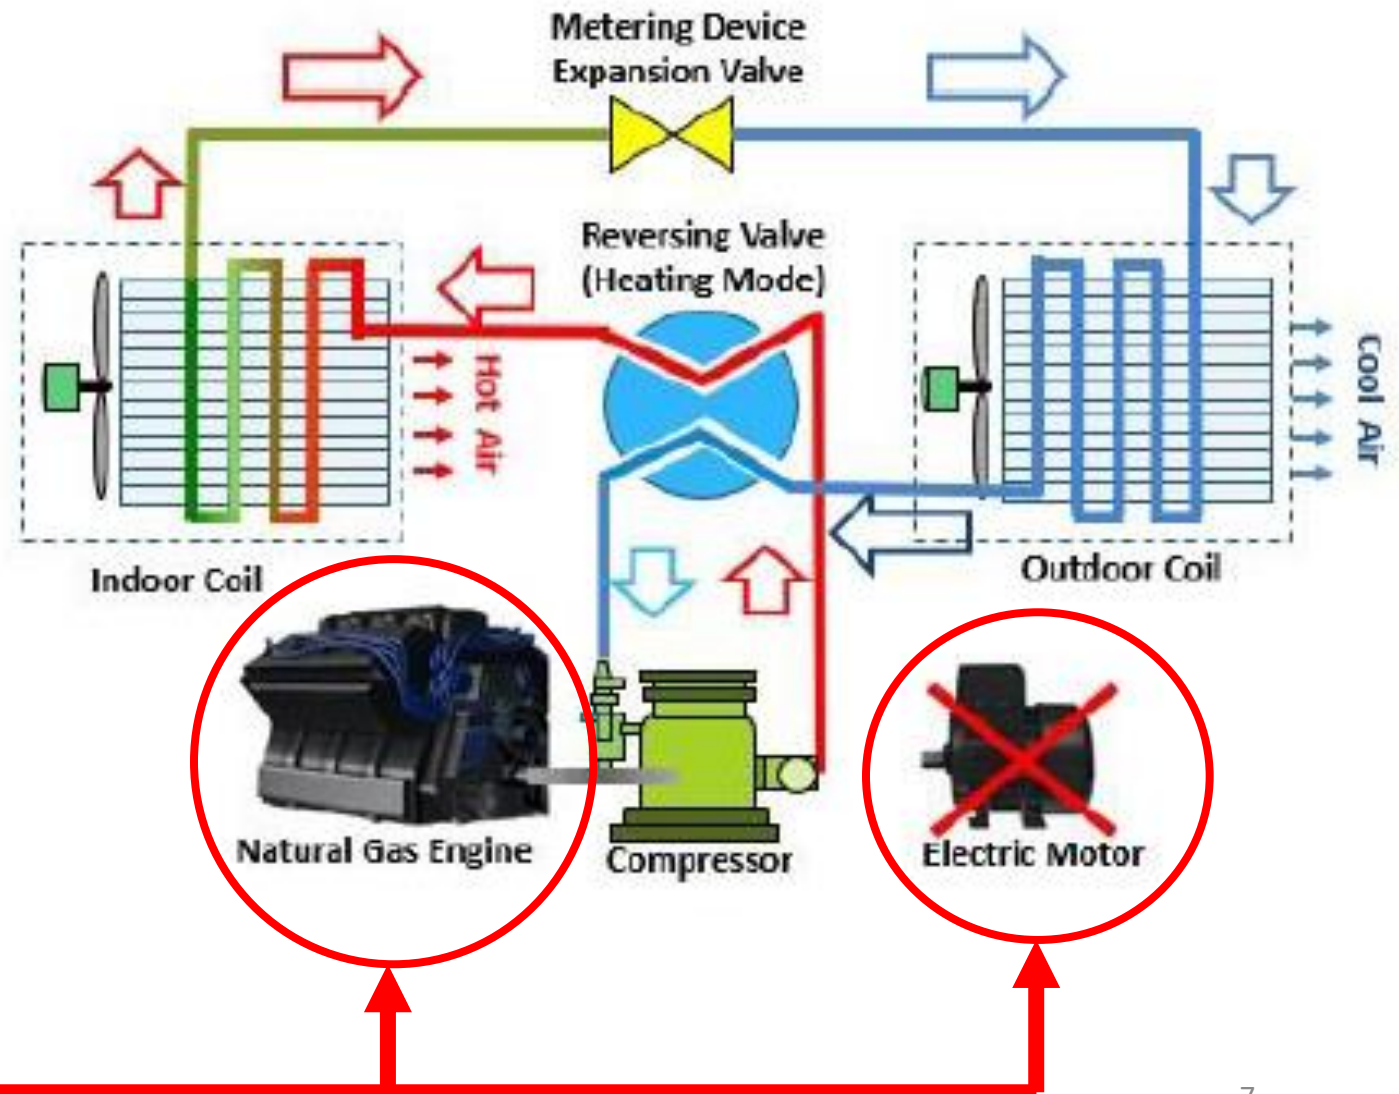 Metering Device
Expansion Valve
Reversing Valve
(Heating Mode)
Hot Air
Cool Air
Indoor Coil
Outdoor Coil
Natural Gas Engine
Compressor
Electric Motor